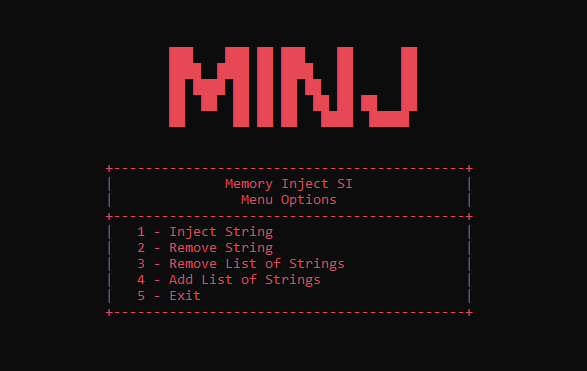 MINJ
Memory Inject SI
Menu Options
1 - Inject String
2 - Remove String
3 - Remove List of Strings
4 - Add List of Strings
5 - Exit